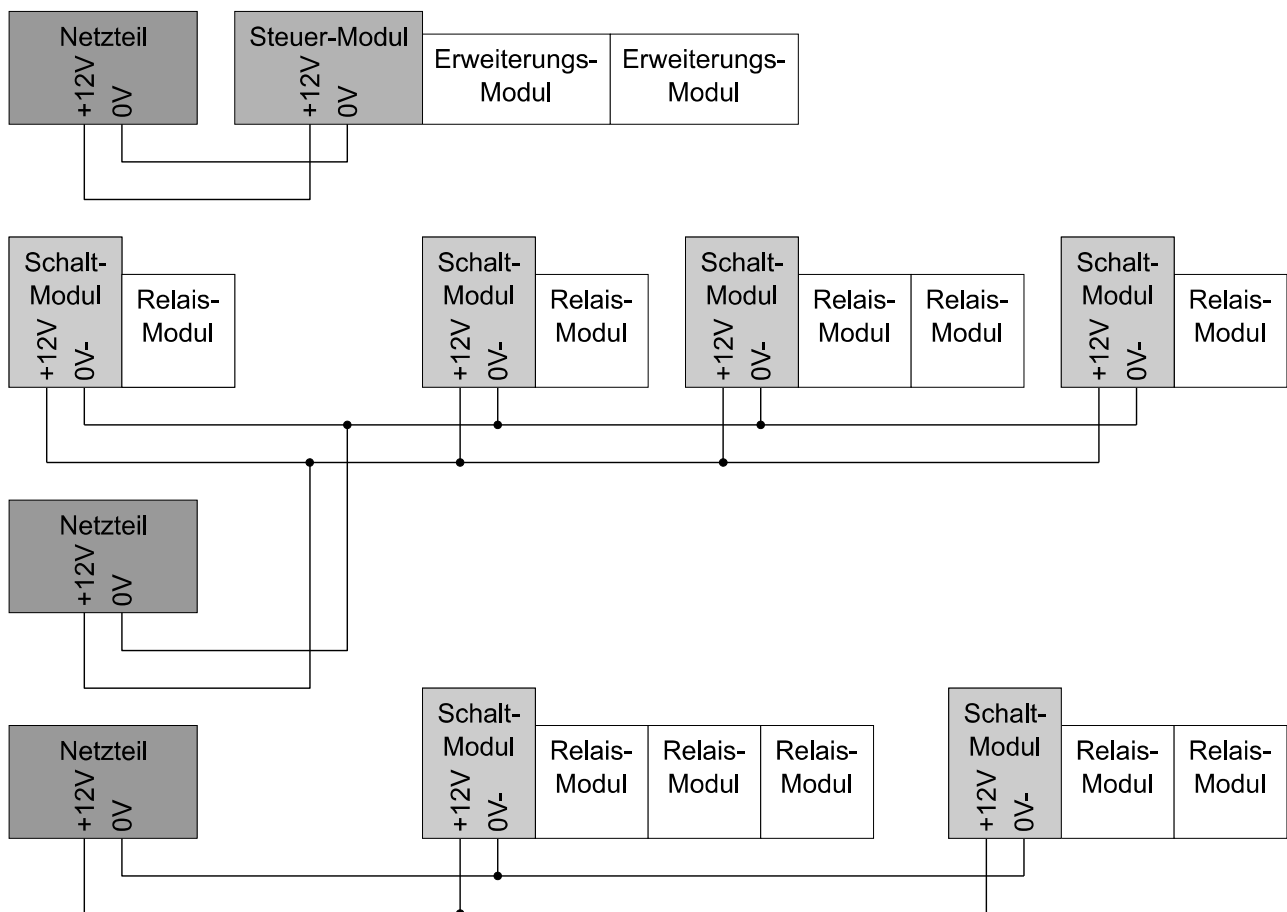 Netzteil
+12V
0V
Steuer-Modul
+12V
0V
Erweiterungs-
Modul
Erweiterungs-
Modul
Schalt-
Modul
+12V
0V-
Relais-
Modul
Schalt-
Modul
+12V
0V-
Relais-
Modul
Schalt-
Modul
+12V
0V-
Relais-
Modul
Relais-
Modul
Schalt-
Modul
+12V
0V-
Relais-
Modul
Netzteil
+12V
0V
Netzteil
+12V
0V
Schalt-
Modul
+12V
0V-
Relais-
Modul
Relais-
Modul
Relais-
Modul
Schalt-
Modul
+12V
0V-
Relais-
Modul
Relais-
Modul